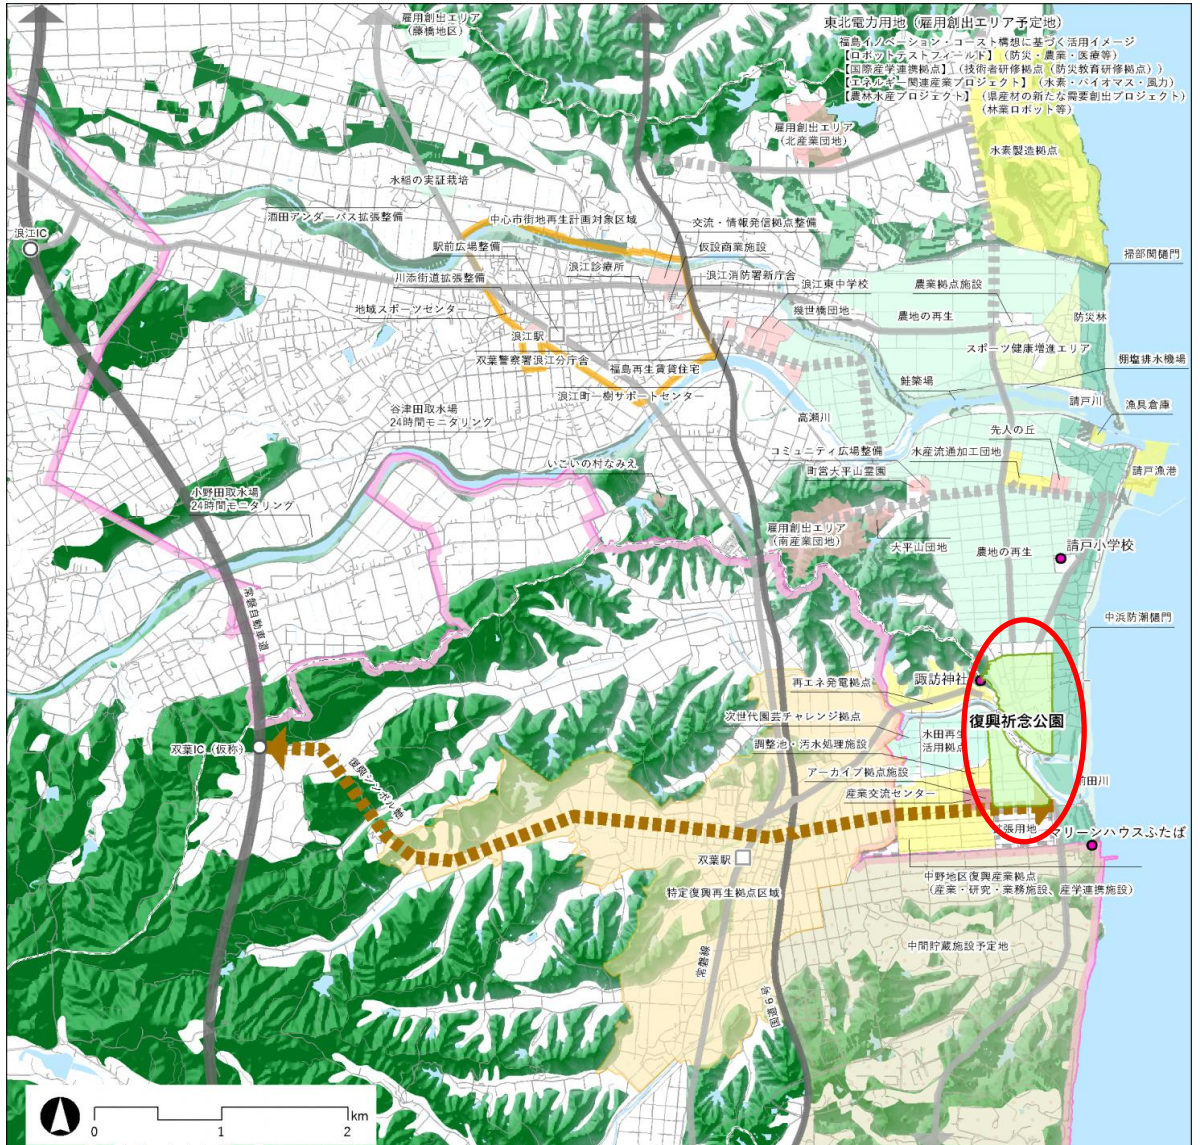 雇用創出エリア
(藤橋地区)
東北電力用地(雇用創出エリア予定地)
福島イノベーション・コースト構想に基づく活用イメージ
【ロボットテストフィールド】(防災・農業・医療等)
【国際産学連携拠点】(技術者研修拠点(防災教育研修拠点))
【エネルギー関連産業プロジェクト】(水素・バイオマス・風力)
【農林水産プロジェクト】(県産材の新たな需要創出プロジェクト)
(林業ロボット等)
雇用創出エリア
(北産業団地)
水素製造拠点
水稲の実証栽培
酒田アンダーパス拡張整備
中心市街地再生計画対象区域
交流・情報発信拠点整備
浪江IC
駅前広場整備
仮設商業施設
掃部関樋門
浪江診療所
浪江消防署新庁舎
川添街道拡張整備
浪江東中学校
農業拠点施設
地域スポーツセンター
幾世橋団地
農地の再生
防災林
浪江駅
スポーツ健康増進エリア
双葉警察署浪江分庁舎
棚塩排水機場
福島再生賃貸住宅
鮭簗場
浪江町一樹サポートセンター
請戸川
漁具倉庫
谷津田取水場
24時間モニタリング
高瀬川
先人の丘
コミュニティ広場整備
水産流通加工団地
いこいの村なみえ
町営大平山霊園
請戸漁港
小野田取水場
24時間モニタリング
雇用創出エリア
(南産業団地)
大平山団地
農地の再生
請戸小学校
常磐自動車道
中浜防潮樋門
再エネ発電拠点
諏訪神社
次世代園芸チャレンジ拠点
復興祈念公園
水田再生
活用拠点
双葉IC(仮称)
調整池・汚水処理施設
アーカイブ拠点施設
復興シンボル軸
産業交流センター
前田川
拡張用地
マリーンハウスふたば
双葉駅
特定復興再生拠点区域
中野地区復興産業拠点
(産業・研究・業務施設、産学連携施設)
中間貯蔵施設予定地
常磐線
国道6号
0 1 2 km